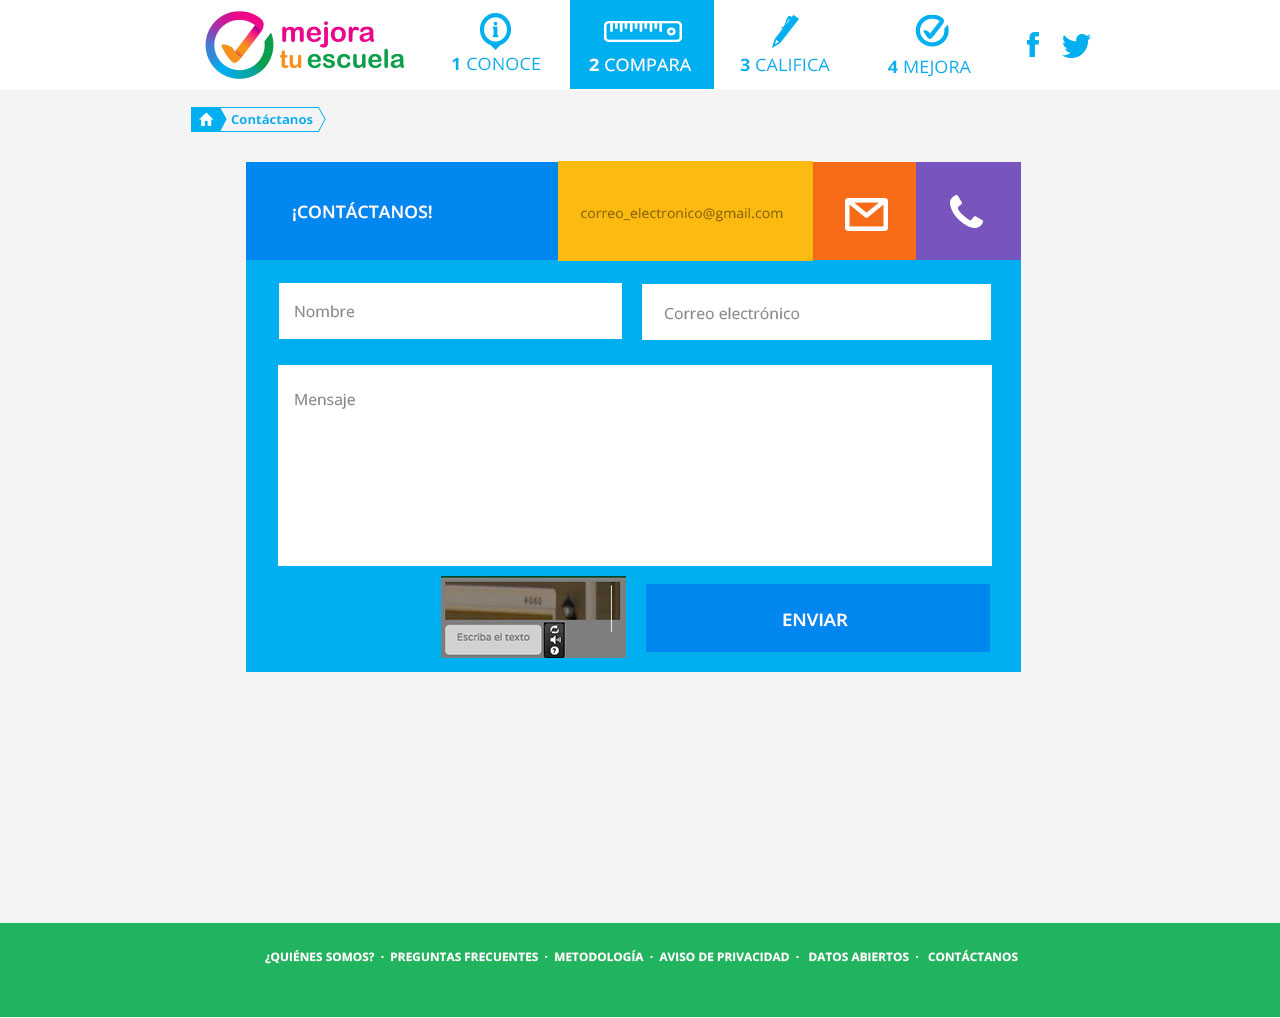 mejora
tu escuela
1 CONOCE
2 COMPARA
3 CALIFICA
4 MEJORA
Contáctanos
¡CONTÁCTANOS!
correo_electronico@gmail.com
Nombre
Correo electrónico
Mensaje
4060
Escriba el texto
ENVIAR
¿QUIÉNES SOMOS? · PREGUNTAS FRECUENTES · METODOLOGÍA · AVISO DE PRIVACIDAD · DATOS ABIERTOS · CONTÁCTANOS